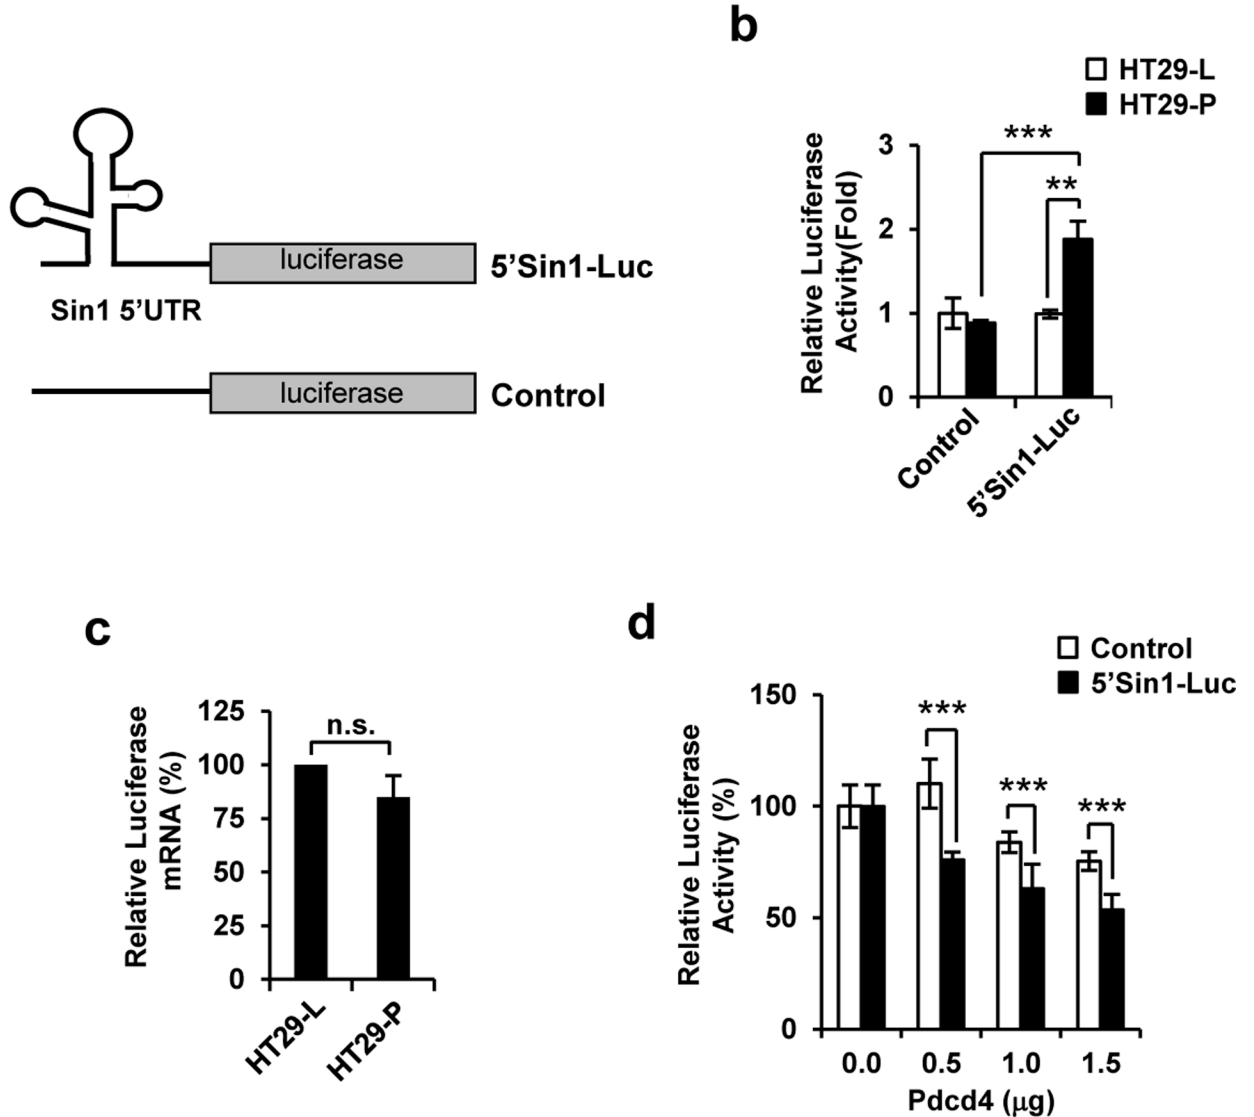 luciferase
5’Sin1-Luc
Sin1 5’UTR
luciferase
Control
b
HT29-L
HT29-P
***
**
Relative Luciferase
Activity(Fold)
3
2
1
0
Control
5’Sin1-Luc
c
n.s.
Relative Luciferase
mRNA (%)
125
100
75
50
25
0
HT29-L
HT29-P
d
Control
5’Sin1-Luc
***
***
***
Relative Luciferase
Activity (%)
150
100
50
0
0.0 0.5 1.0 1.5
Pdcd4 (μg)